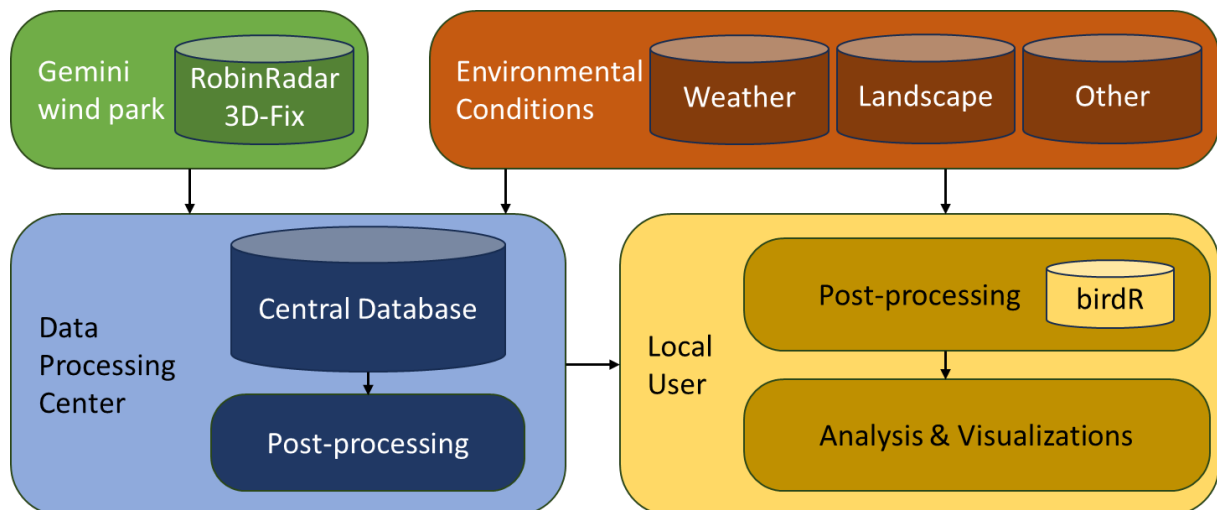 Gemini
wind park
RobinRadar
3D-Fix
Environmental
Conditions
Weather
Landscape
Other
Data
Processing
Center
Central Database
Post-processing
Local
User
Post-processing
birdR
Analysis & Visualizations